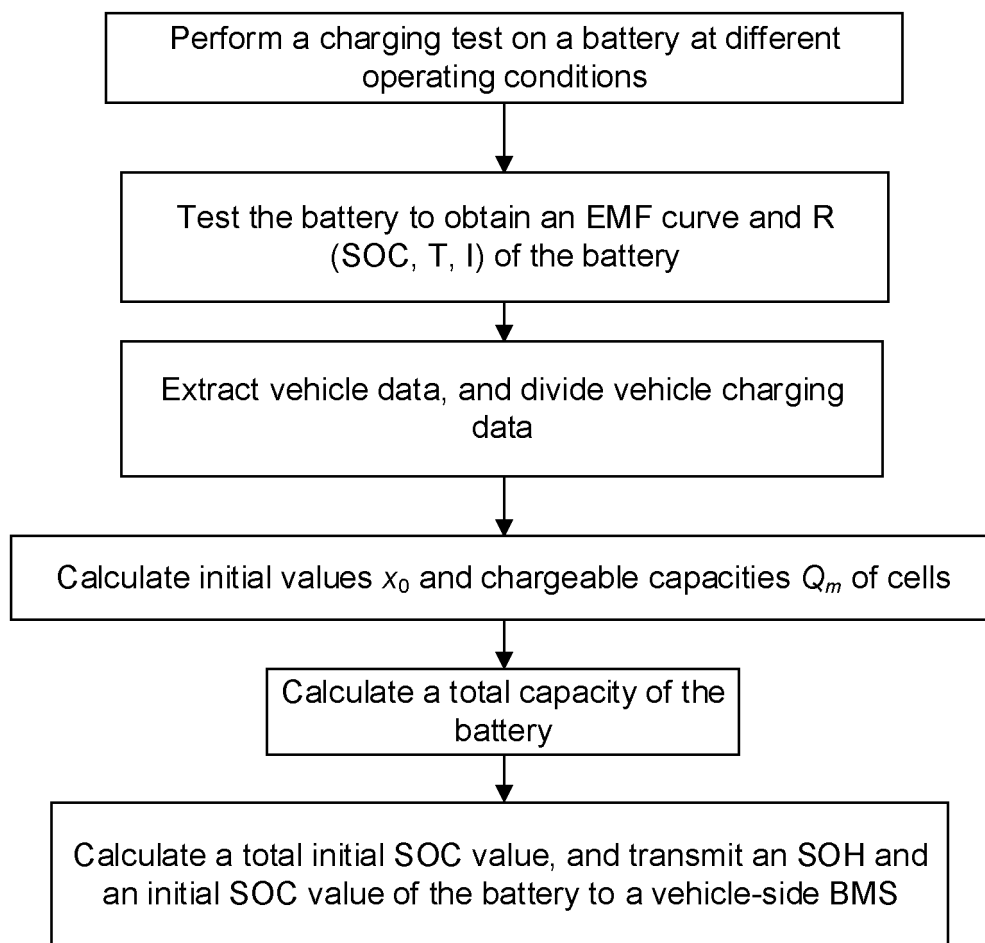 Perform a charging test on a battery at different
operating conditions
Test the battery to obtain an EMF curve and R
(SOC, T, I) of the battery
Extract vehicle data, and divide vehicle charging
data
Calculate initial values x₀ and chargeable capacities Qₘ of cells
Calculate a total capacity of the
battery
Calculate a total initial SOC value, and transmit an SOH and
an initial SOC value of the battery to a vehicle-side BMS